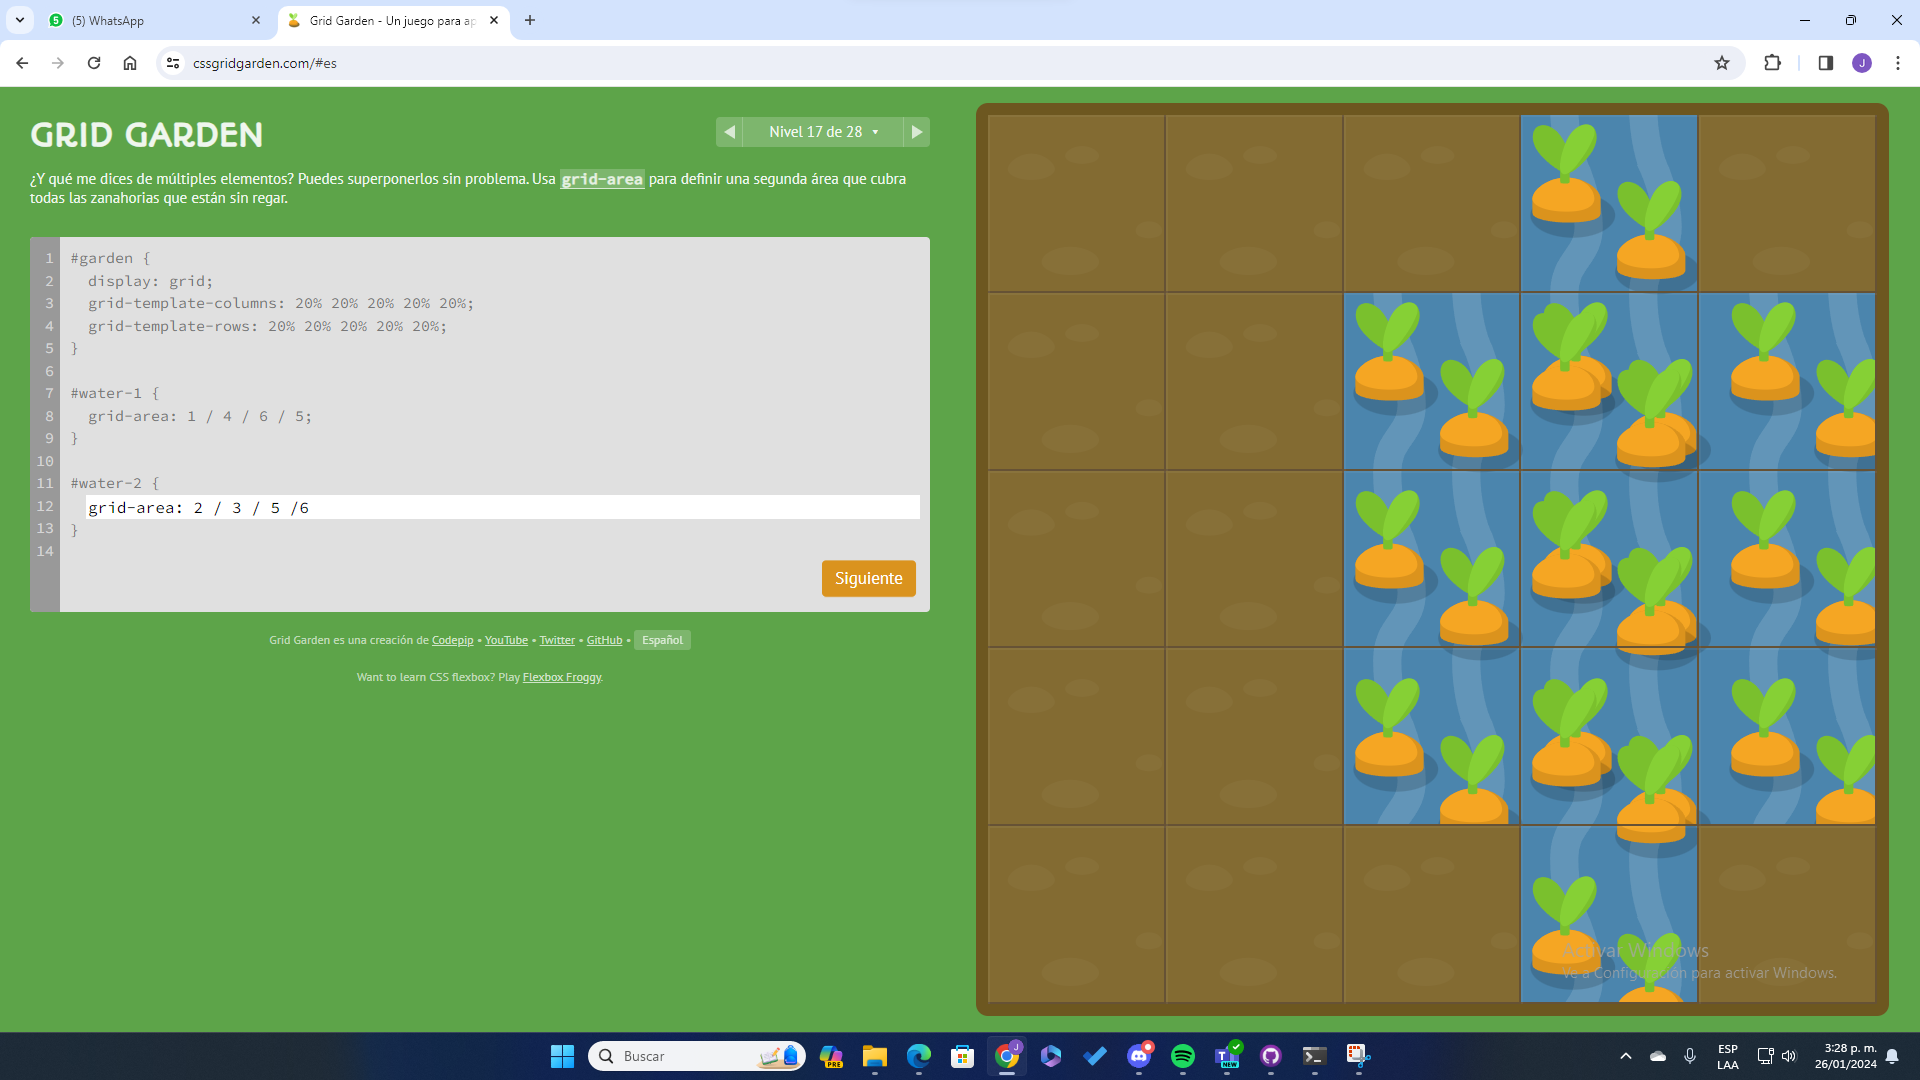 (5) WhatsApp
Grid Garden - Un juego para ap
cssgridgarden.com/#es
J
GRID GARDEN
Nivel 17 de 28
¿Y qué me dices de múltiples elementos? Puedes superponerlos sin problema. Usa grid-area para definir una segunda área que cubra
todas las zanahorias que están sin regar.
1 #garden {
2 display: grid;
3 grid-template-columns: 20% 20% 20% 20% 20%;
4 grid-template-rows: 20% 20% 20% 20% 20%;
5 }
6
7 #water-1 {
8 grid-area: 1 / 4 / 6 / 5;
9 }
10
11 #water-2 {
12 grid-area: 2 / 3 / 5 /6
13 }
14
Siguiente
Grid Garden es una creación de Codepip • YouTube • Twitter • GitHub • Español
Want to learn CSS flexbox? Play Flexbox Froggy.
Activar Windows
Ve a Configuración para activar Windows.
Buscar
PRE
J
NEW
ESP
LAA
3:28 p. m.
26/01/2024